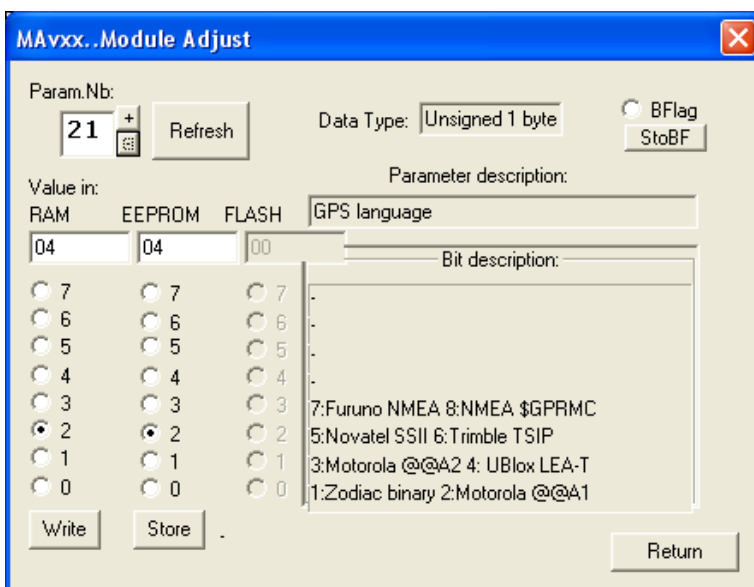 MAvxx..Module Adjust
Param.Nb:
21 + Refresh
Data Type: Unsigned 1 byte
BFlag
StoBF
Value in:
RAM EEPROM FLASH
04 04 00
Parameter description:
GPS language
Bit description:
7 7 7 -
6 6 6 -
5 5 5 -
4 4 4 -
3 3 3 7:Furuno NMEA 8:NMEA $GPRMC
2 2 2 5:Novatel SSII 6:Trimble TSIP
1 1 1 3:Motorola @@A2 4: UBlox LEA-T
0 0 0 1:Zodiac binary 2:Motorola @@A1
Write Store -
Return